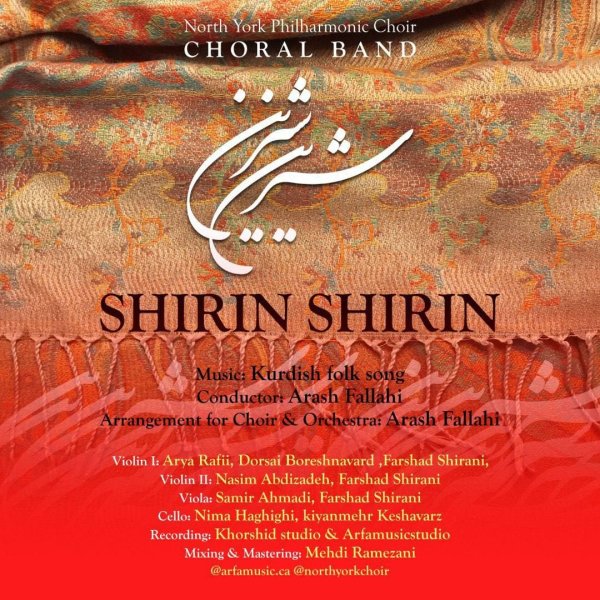 North York Philharmonic Choir
CHORAL BAND
شیرین شیرین
SHIRIN SHIRIN
Music: Kurdish folk song
Conductor: Arash Fallahi
Arrangement for Choir & Orchestra: Arash Fallahi
Violin I: Arya Rafii, Dorsai Boreshnavard ,Farshad Shirani,
Violin II: Nasim Abdizadeh, Farshad Shirani
Viola: Samir Ahmadi, Farshad Shirani
Cello: Nima Haghighi, kiyanmehr Keshavarz
Recording: Khorshid studio & Arfamusicstudio
Mixing & Mastering: Mehdi Ramezani
@arfamusic.ca @northyorkchoir